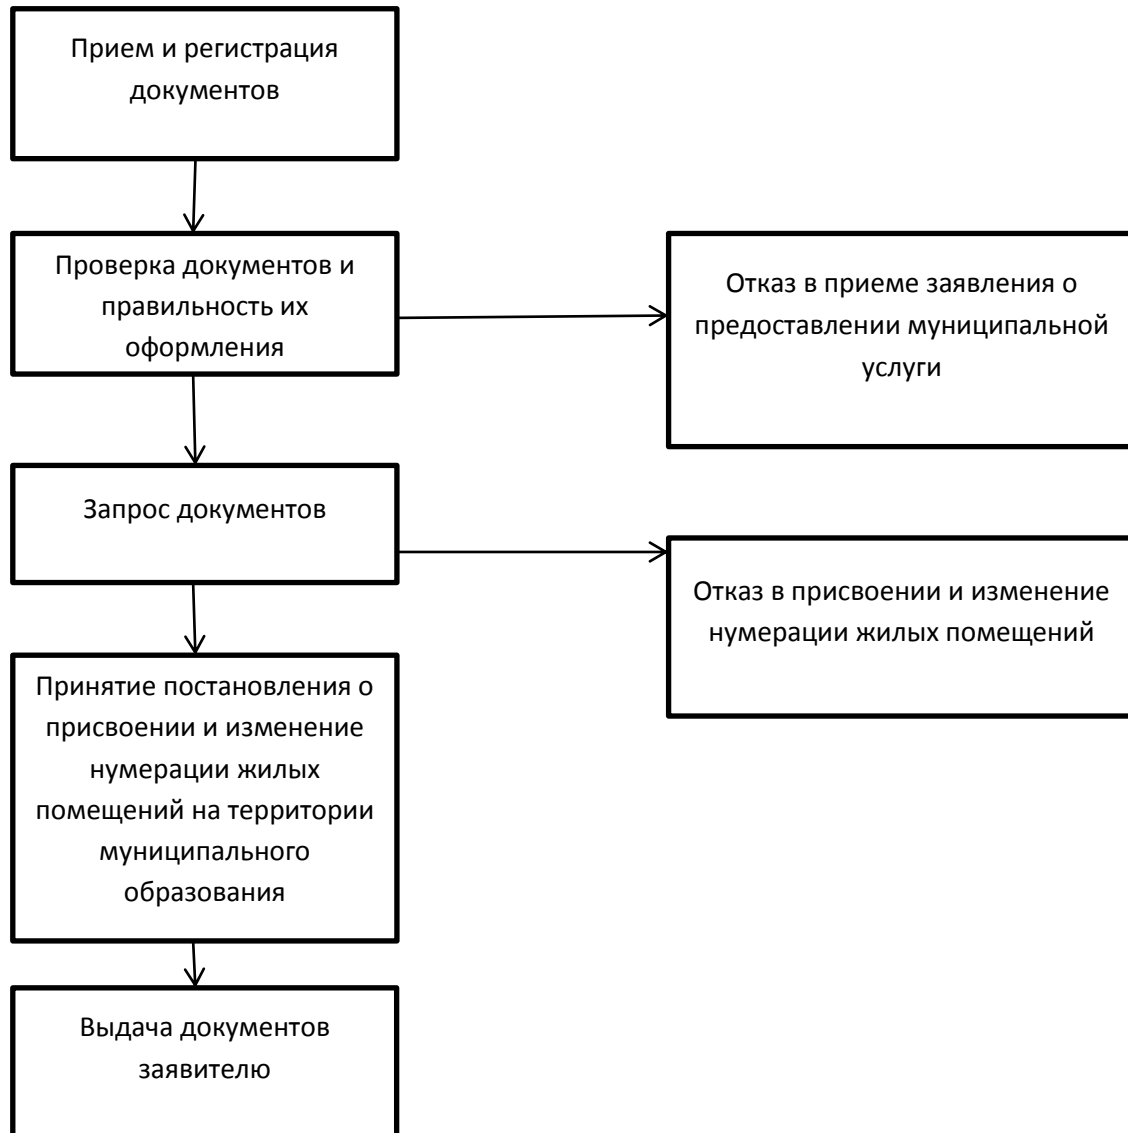 Прием и регистрация
документов
Проверка документов и
правильность их
оформления
Отказ в приеме заявления о
предоставлении муниципальной
услуги
Запрос документов
Отказ в присвоении и изменение
нумерации жилых помещений
Принятие постановления о
присвоении и изменение
нумерации жилых
помещений на территории
муниципального
образования
Выдача документов
заявителю